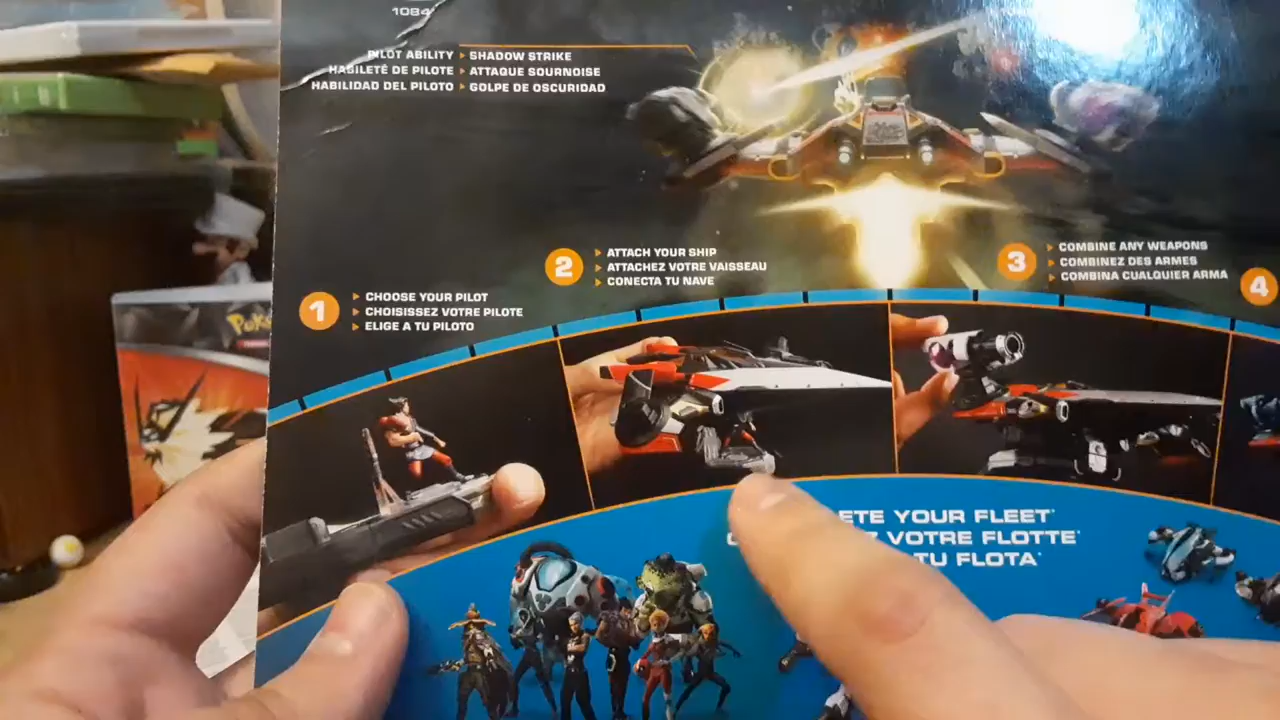 1084
PILOT ABILITY ▸ SHADOW STRIKE
HABILETÉ DE PILOTE ▸ ATTAQUE SOURNOISE
HABILIDAD DEL PILOTO ▸ GOLPE DE OSCURIDAD
1
▸ CHOOSE YOUR PILOT
▸ CHOISISSEZ VOTRE PILOTE
▸ ELIGE A TU PILOTO
2
▸ ATTACH YOUR SHIP
▸ ATTACHEZ VOTRE VAISSEAU
▸ CONECTA TU NAVE
3
▸ COMBINE ANY WEAPONS
▸ COMBINEZ DES ARMES
▸ COMBINA CUALQUIER ARMA
4
ETE YOUR FLEET*
Z VOTRE FLOTTE*
TU FLOTA*
Pok